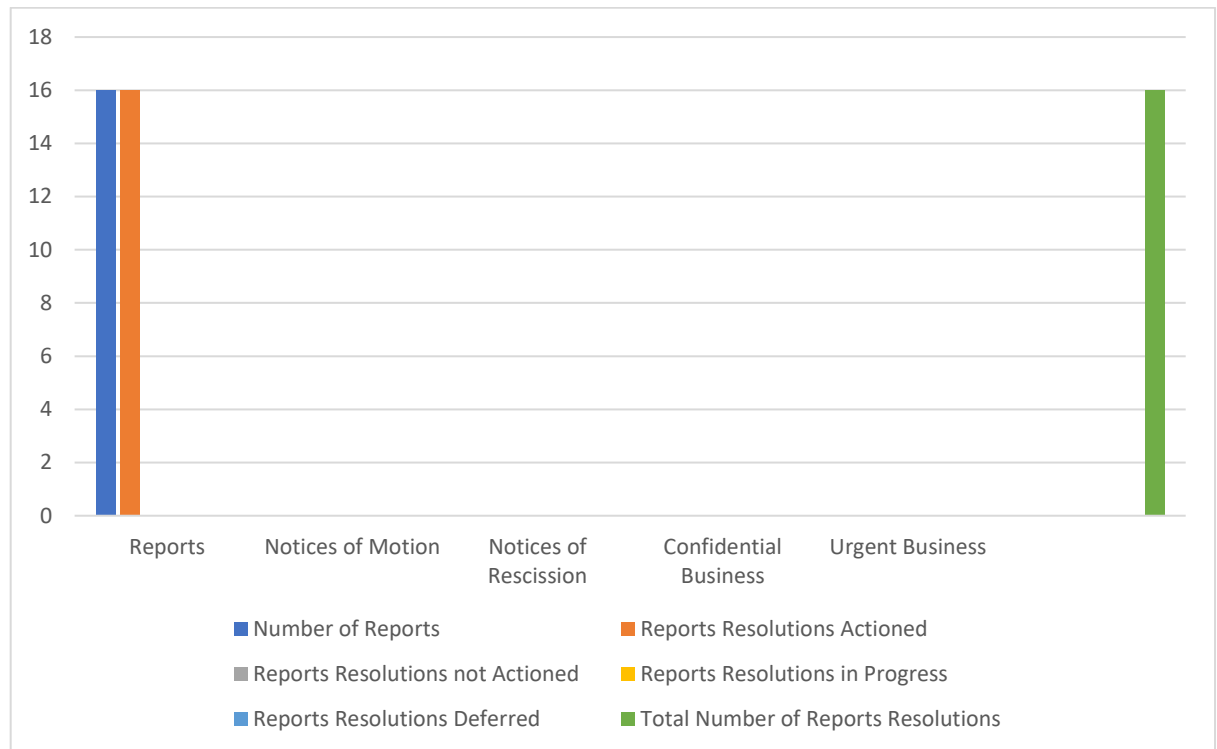 18
16
14
12
10
8
6
4
2
0
Reports
Notices of Motion
Notices of
Rescission
Confidential
Business
Urgent Business
Number of Reports
Reports Resolutions Actioned
Reports Resolutions not Actioned
Reports Resolutions in Progress
Reports Resolutions Deferred
Total Number of Reports Resolutions